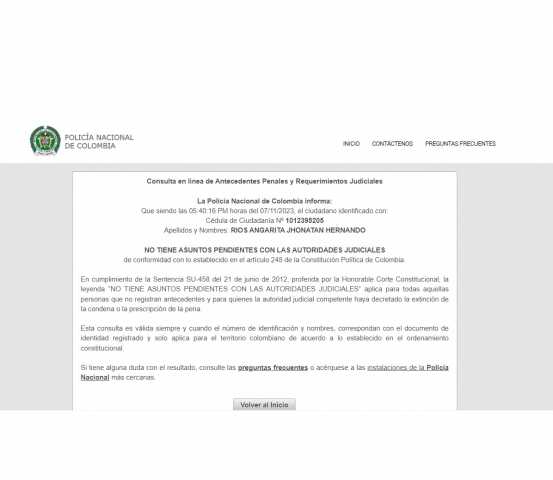 POLICÍA NACIONAL
DE COLOMBIA
INICIO CONTÁCTENOS PREGUNTAS FRECUENTES
Consulta en línea de Antecedentes Penales y Requerimientos Judiciales
La Policía Nacional de Colombia informa:
Que siendo las 05:40:16 PM horas del 07/11/2023, el ciudadano identificado con:
Cédula de Ciudadanía Nº 1012395205
Apellidos y Nombres: RIOS ANGARITA JHONATAN HERNANDO
NO TIENE ASUNTOS PENDIENTES CON LAS AUTORIDADES JUDICIALES
de conformidad con lo establecido en el artículo 248 de la Constitución Política de Colombia.
En cumplimiento de la Sentencia SU-458 del 21 de junio de 2012, proferida por la Honorable Corte Constitucional, la
leyenda "NO TIENE ASUNTOS PENDIENTES CON LAS AUTORIDADES JUDICIALES" aplica para todas aquellas
personas que no registran antecedentes y para quienes la autoridad judicial competente haya decretado la extinción de
la condena o la prescripción de la pena.
Esta consulta es válida siempre y cuando el número de identificación y nombres, correspondan con el documento de
identidad registrado y solo aplica para el territorio colombiano de acuerdo a lo establecido en el ordenamiento
constitucional.
Si tiene alguna duda con el resultado, consulte las preguntas frecuentes o acérquese a las instalaciones de la Policía
Nacional más cercanas.
Volver al Inicio